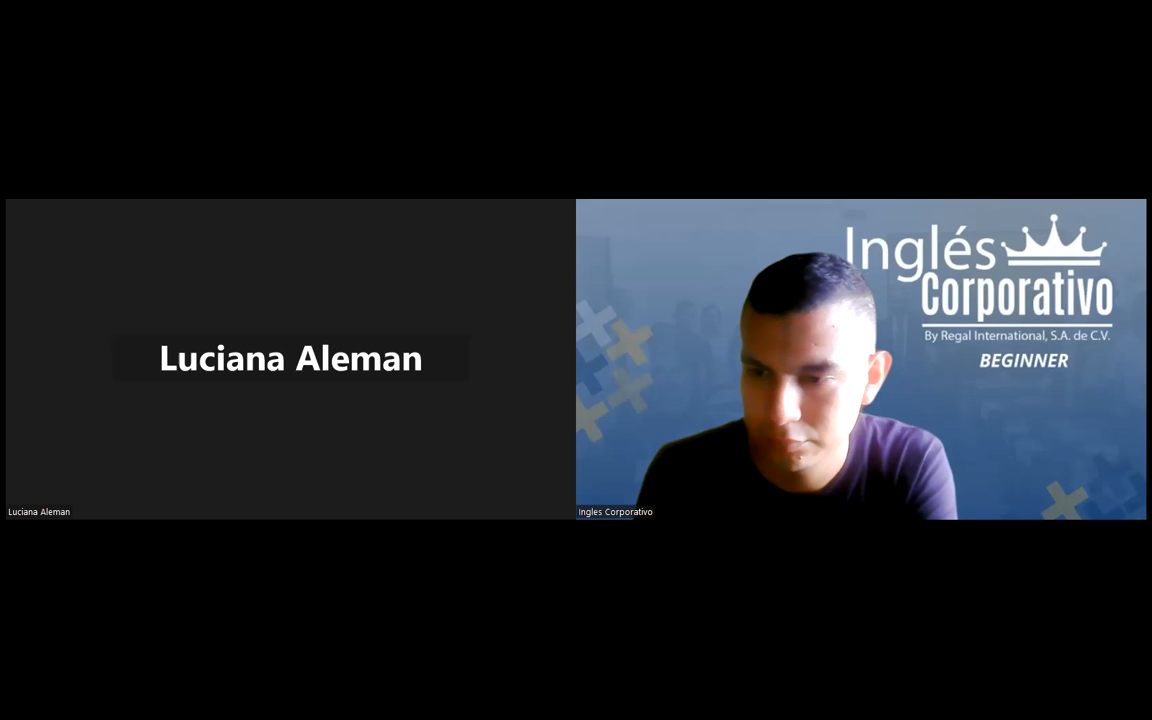 Luciana Aleman
Luciana Aleman
Inglés
Corporativo
By Regal International, S.A. de C.V.
BEGINNER
Ingles Corporativo